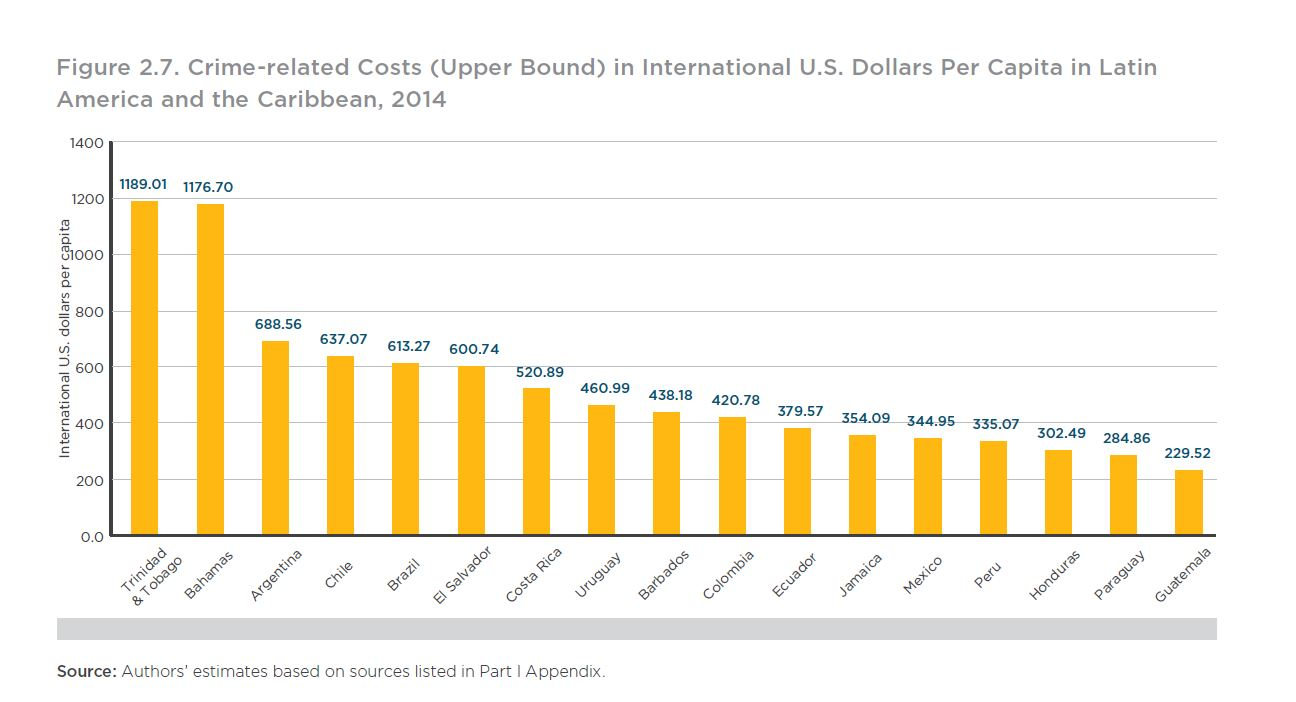 Figure 2.7. Crime-related Costs (Upper Bound) in International U.S. Dollars Per Capita in Latin
America and the Caribbean, 2014
International U.S. dollars per capita
1400
1200
1000
800
600
400
200
0.0
1189.01
1176.70
688.56
637.07
613.27
600.74
520.89
460.99
438.18
420.78
379.57
354.09
344.95
335.07
302.49
284.86
229.52
Trinidad
& Tobago
Bahamas
Argentina
Chile
Brazil
El Salvador
Costa Rica
Uruguay
Barbados
Colombia
Ecuador
Jamaica
Mexico
Peru
Honduras
Paraguay
Guatemala
Source: Authors’ estimates based on sources listed in Part I Appendix.